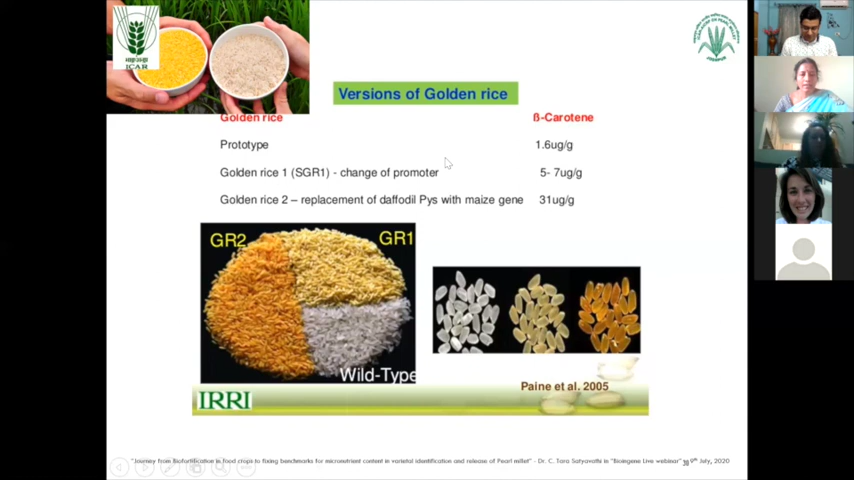 ICAR
Versions of Golden rice
Golden rice ß-Carotene
Prototype 1.6ug/g
Golden rice 1 (SGR1) - change of promoter 5- 7ug/g
Golden rice 2 – replacement of daffodil Pys with maize gene 31ug/g
GR2 GR1
Wild-Type
Paine et al. 2005
IRRI
"Journey from Biofortification in Food crops to fixing benchmarks for micronutrient content in varietal identification and release of Pearl millet" - Dr. C. Tara Satyavathi in "Bioingene Live webinar" 9th July, 2020